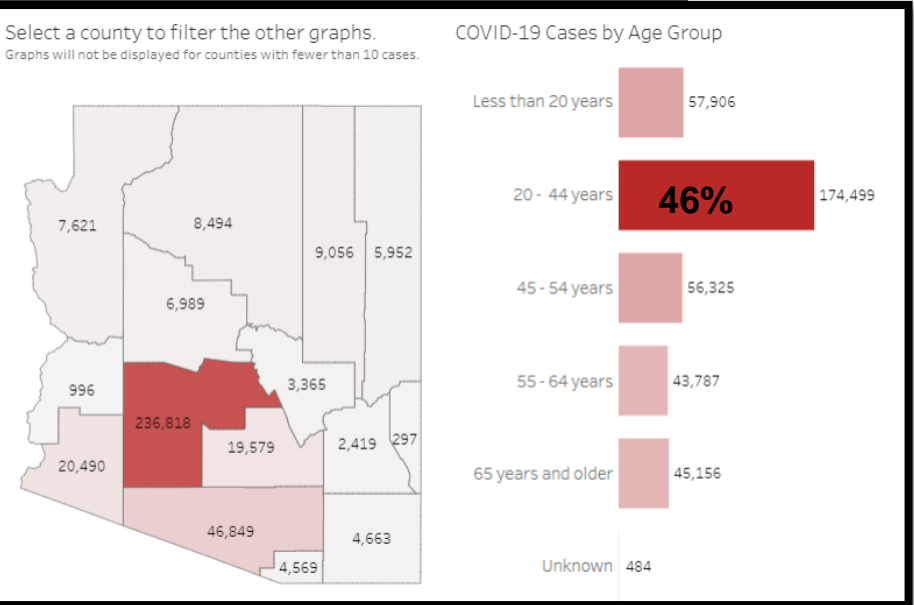 Select a county to filter the other graphs.
Graphs will not be displayed for counties with fewer than 10 cases.
7,621
8,494
9,056
5,952
6,989
996
3,365
236,818
19,579
2,419
297
20,490
46,849
4,663
4,569
COVID-19 Cases by Age Group
Less than 20 years 57,906
20 - 44 years 46% 174,499
45 - 54 years 56,325
55 - 64 years 43,787
65 years and older 45,156
Unknown 484